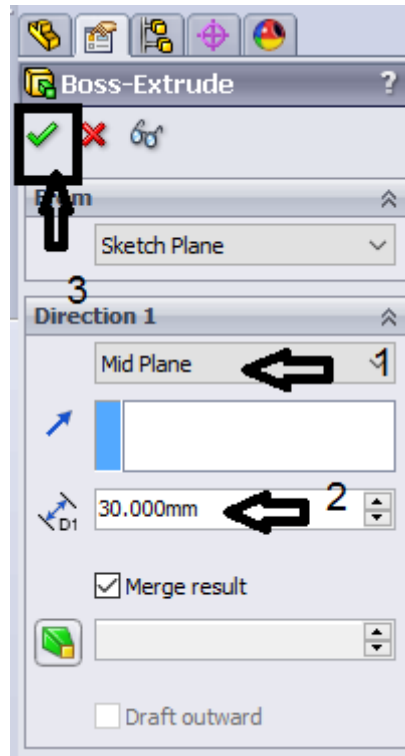 Boss-Extrude ?
From
Sketch Plane
3
Direction 1
Mid Plane 1
D1 30.000mm 2
Merge result
Draft outward